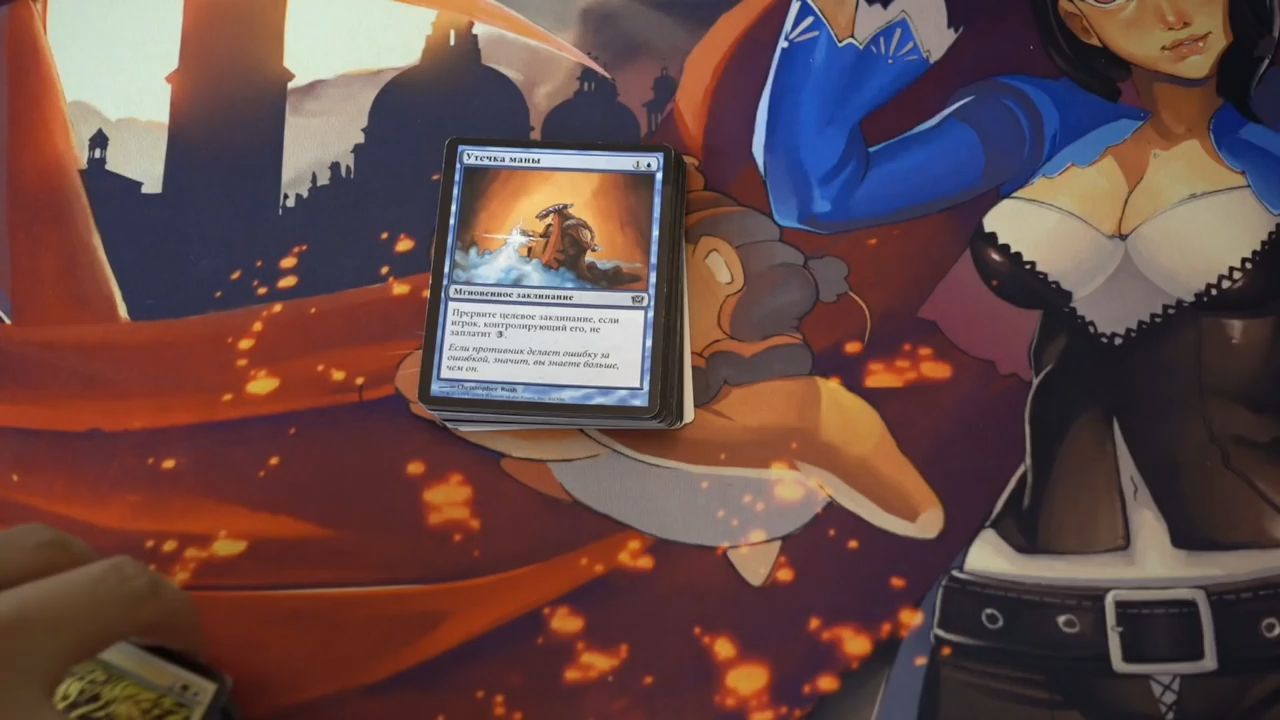 Утечка маны
1
Мгновенное заклинание
Прервите целевое заклинание, если
игрок, контролирующий его, не
заплатит 3.
Если противник делает ошибку за
ошибкой, значит, вы знаете больше,
чем он.
Christopher Rush